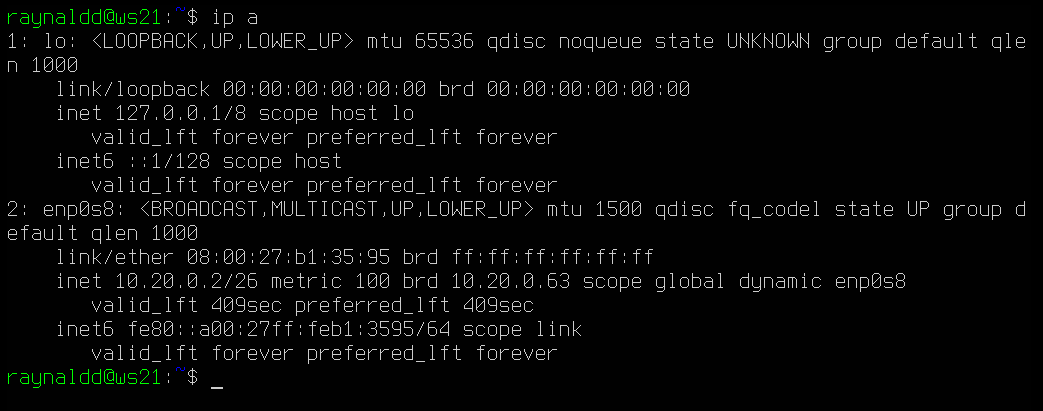 raynaldd@ws21:~$ ip a
1: lo: <LOOPBACK,UP,LOWER_UP> mtu 65536 qdisc noqueue state UNKNOWN group default qle
n 1000
    link/loopback 00:00:00:00:00:00 brd 00:00:00:00:00:00
    inet 127.0.0.1/8 scope host lo
       valid_lft forever preferred_lft forever
    inet6 ::1/128 scope host
       valid_lft forever preferred_lft forever
2: enp0s8: <BROADCAST,MULTICAST,UP,LOWER_UP> mtu 1500 qdisc fq_codel state UP group d
efault qlen 1000
    link/ether 08:00:27:b1:35:95 brd ff:ff:ff:ff:ff:ff
    inet 10.20.0.2/26 metric 100 brd 10.20.0.63 scope global dynamic enp0s8
       valid_lft 409sec preferred_lft 409sec
    inet6 fe80::a00:27ff:feb1:3595/64 scope link
       valid_lft forever preferred_lft forever
raynaldd@ws21:~$ _